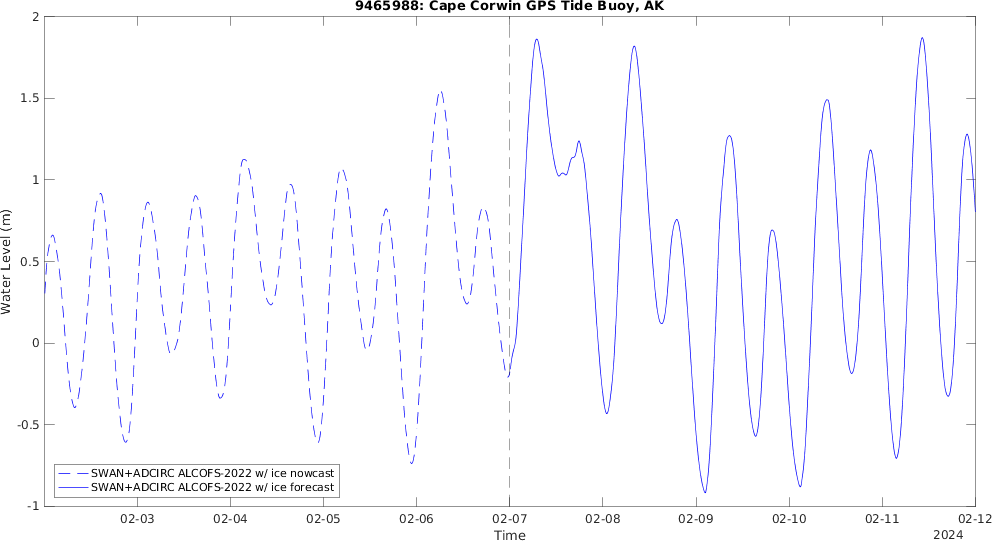 9465988: Cape Corwin GPS Tide Buoy, AK
Water Level (m)
2
1.5
1
0.5
0
-0.5
-1
SWAN+ADCIRC ALCOFS-2022 w/ ice nowcast
SWAN+ADCIRC ALCOFS-2022 w/ ice forecast
02-03 02-04 02-05 02-06 02-07 02-08 02-09 02-10 02-11 02-12
Time
2024